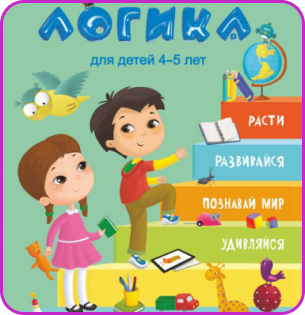 ЛОГИКА
для детей 4–5 лет
РАСТИ
РАЗВИВАЙСЯ
ПОЗНАВАЙ МИР
УДИВЛЯЙСЯ